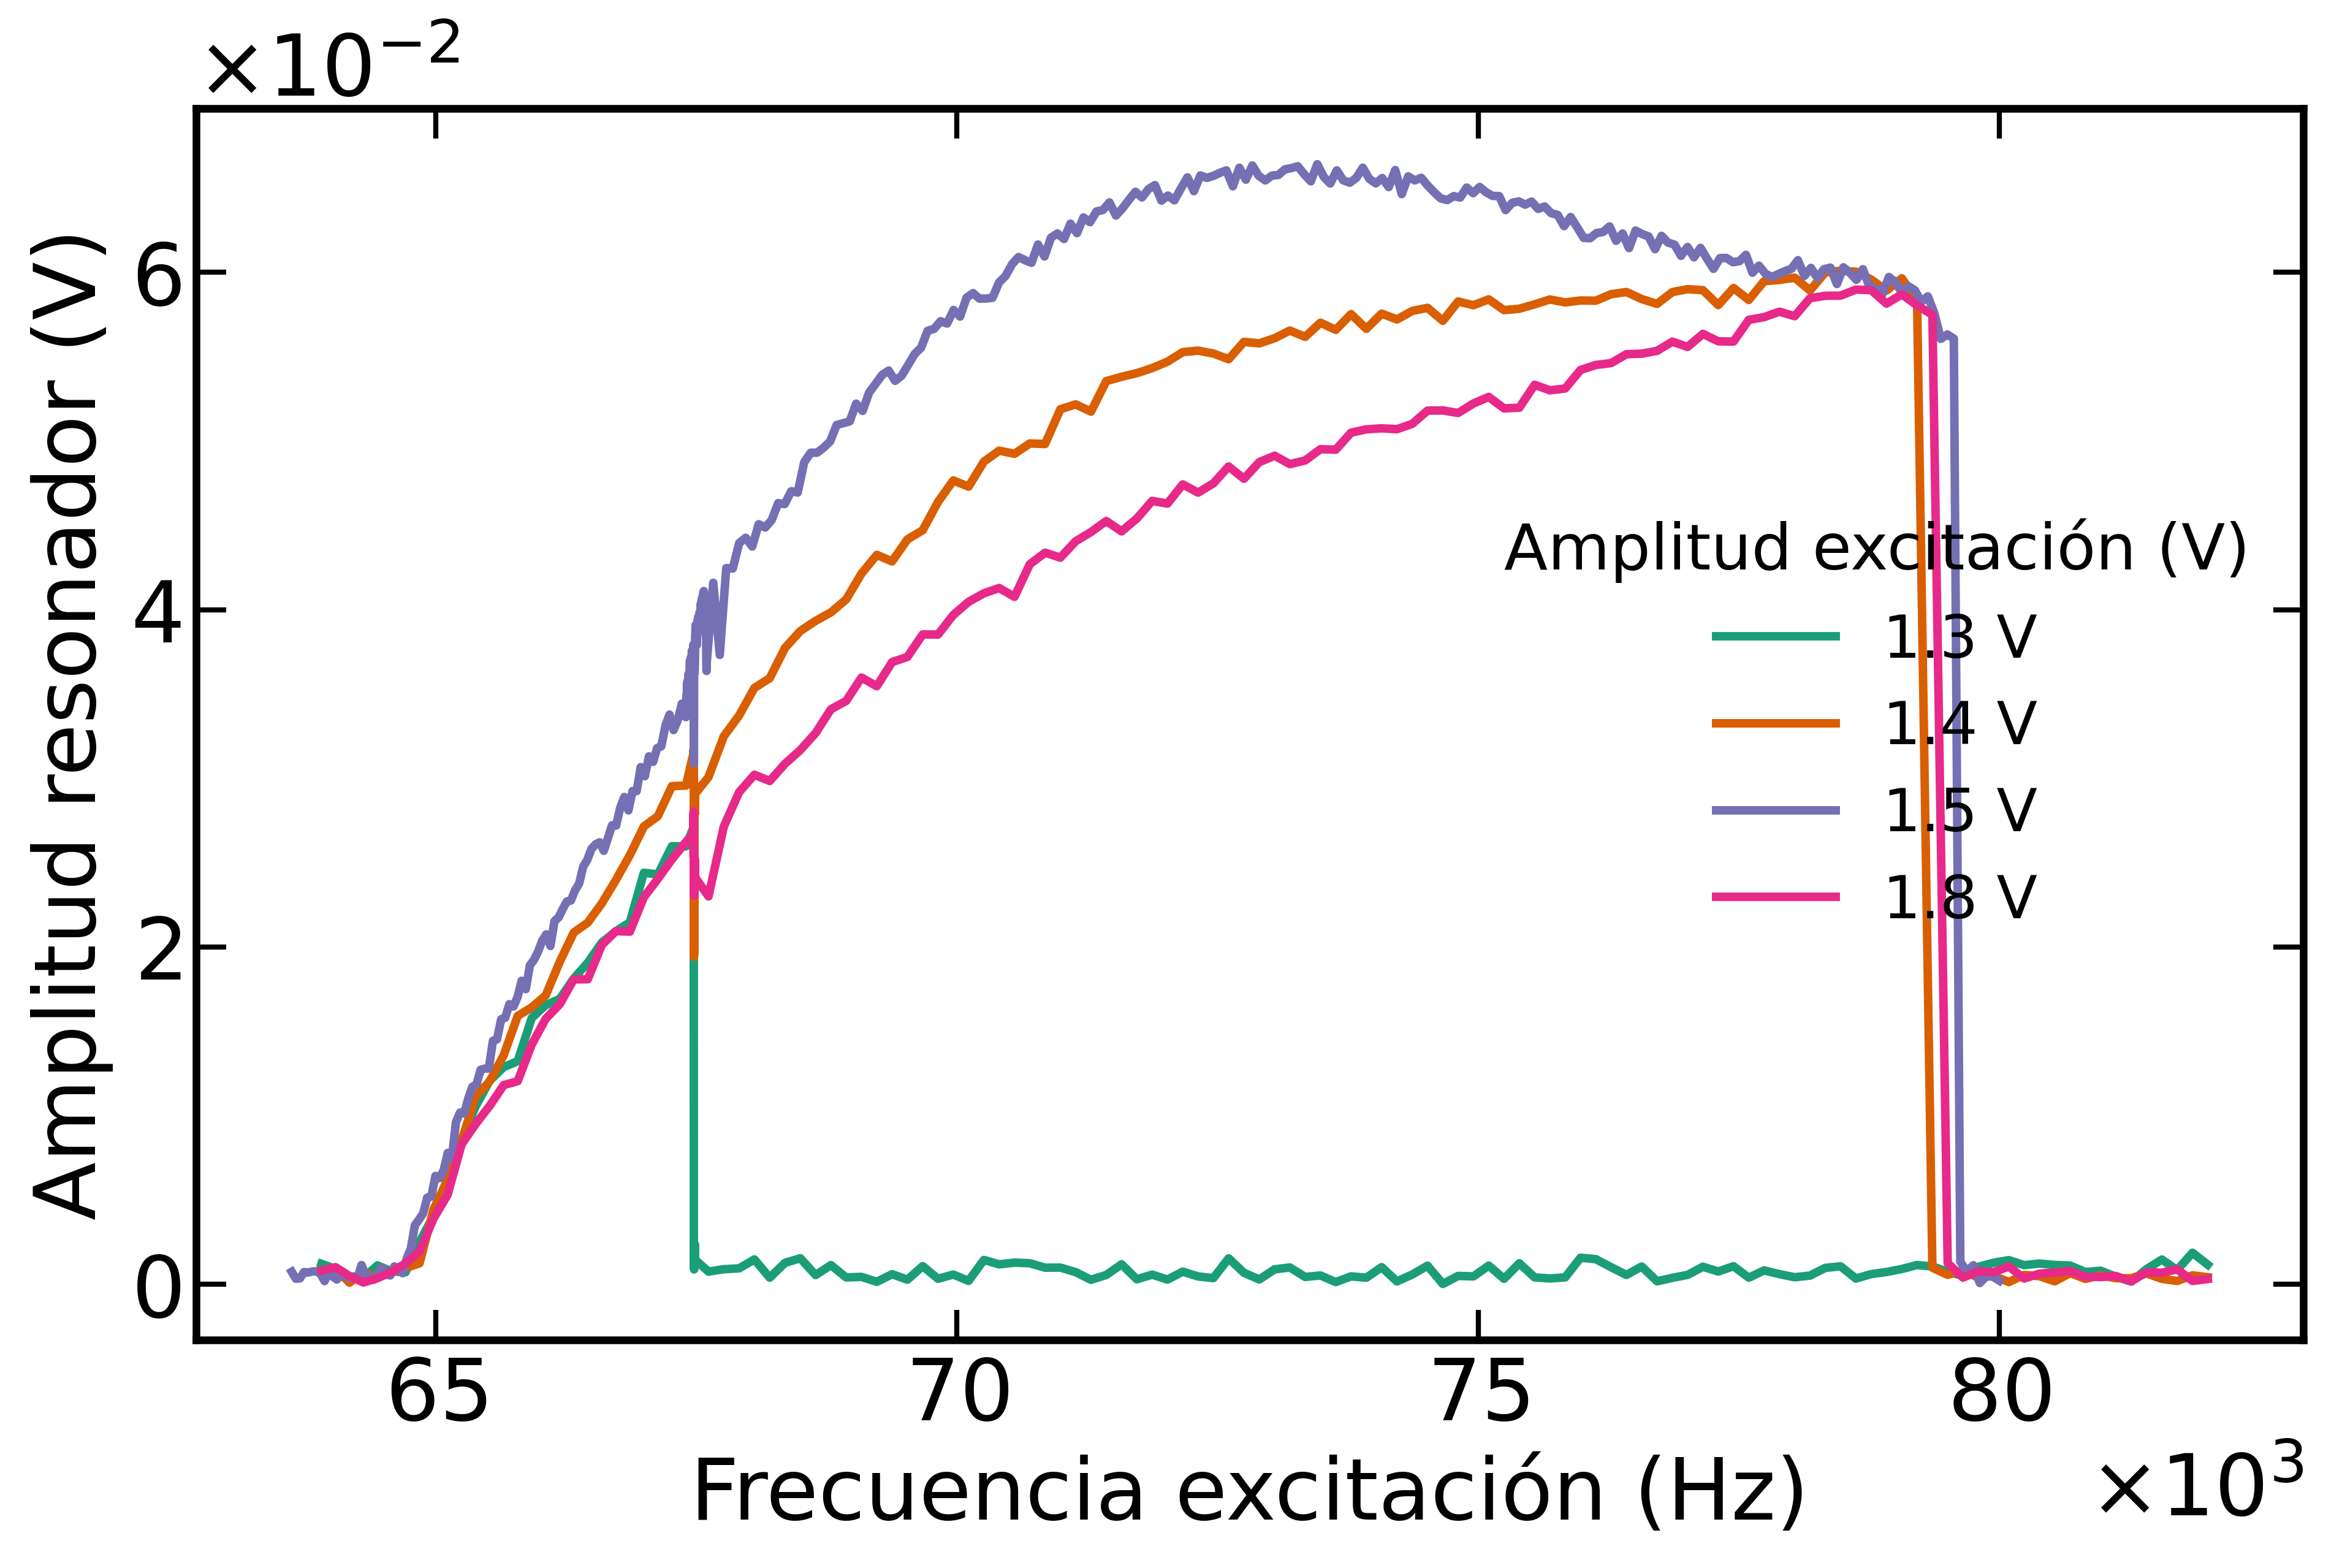 ×10⁻²
Amplitud resonador (V)
6
4
2
0
Amplitud excitación (V)
1.3 V
1.4 V
1.5 V
1.8 V
65 70 75 80
Frecuencia excitación (Hz)
×10³